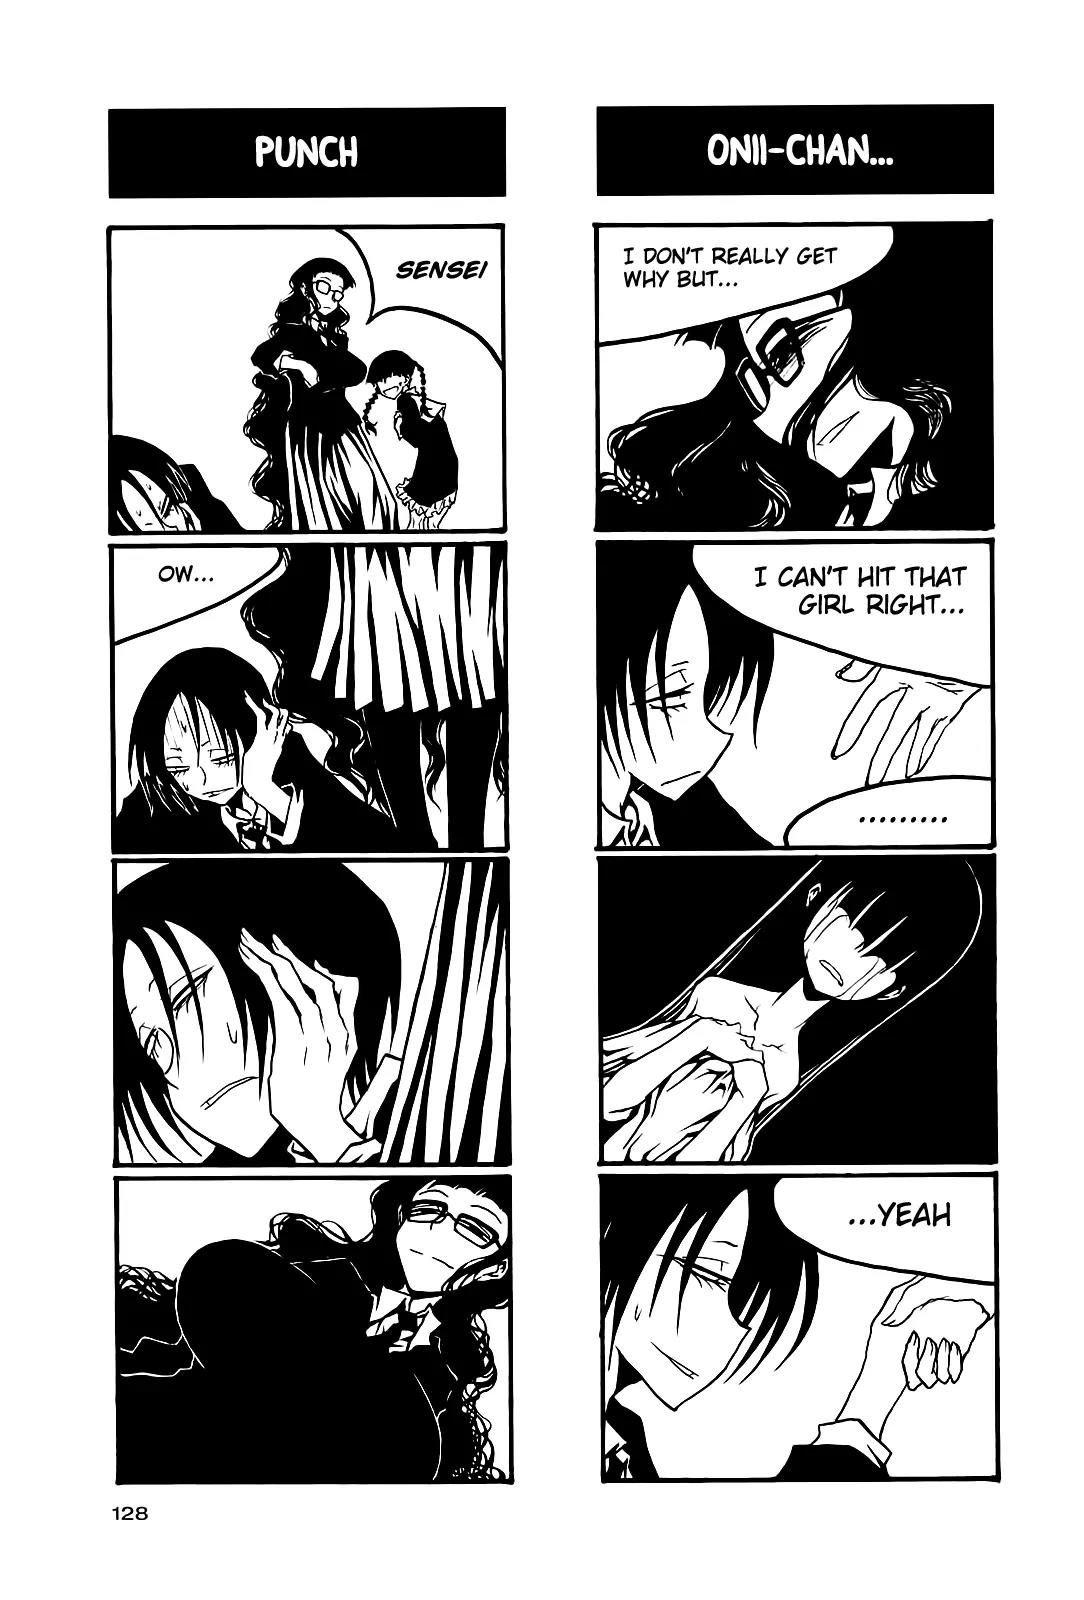 PUNCH
SENSEI
OW...
ONII-CHAN...
I DON'T REALLY GET
WHY BUT...
I CAN'T HIT THAT
GIRL RIGHT...
.........
...YEAH
128